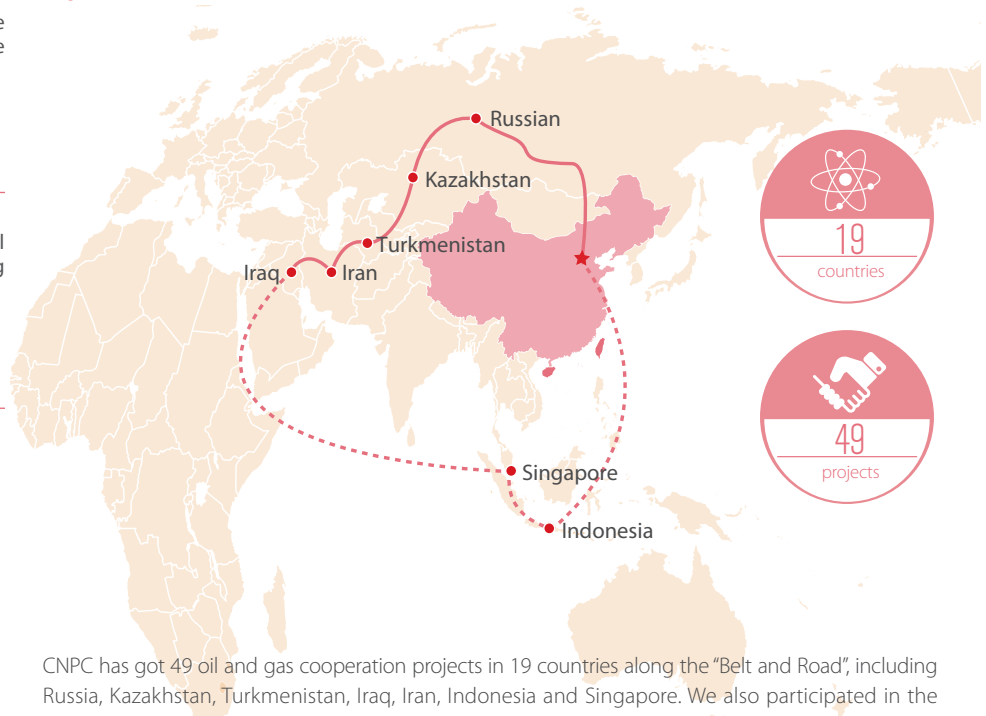 e
e
Russian
Kazakhstan
Turkmenistan
l
g
Iraq
Iran
19
countries
49
projects
Singapore
Indonesia
CNPC has got 49 oil and gas cooperation projects in 19 countries along the “Belt and Road”, including
Russia, Kazakhstan, Turkmenistan, Iraq, Iran, Indonesia and Singapore. We also participated in the